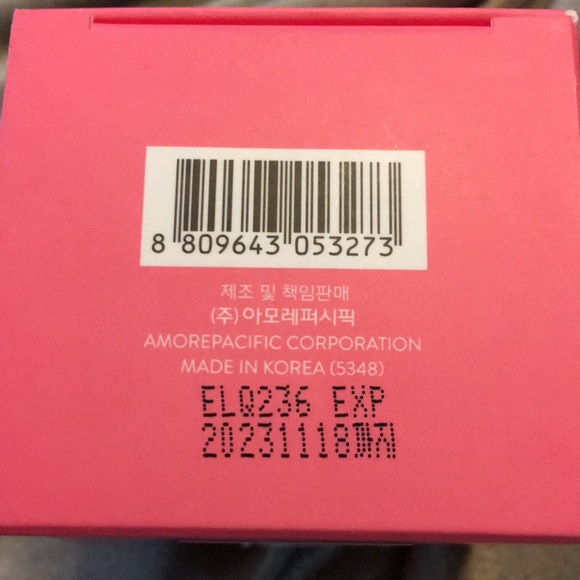 8 809643 053273
제조 및 책임판매
(주)아모레퍼시픽
AMOREPACIFIC CORPORATION
MADE IN KOREA (5348)
ELQ236 EXP
20231118까지